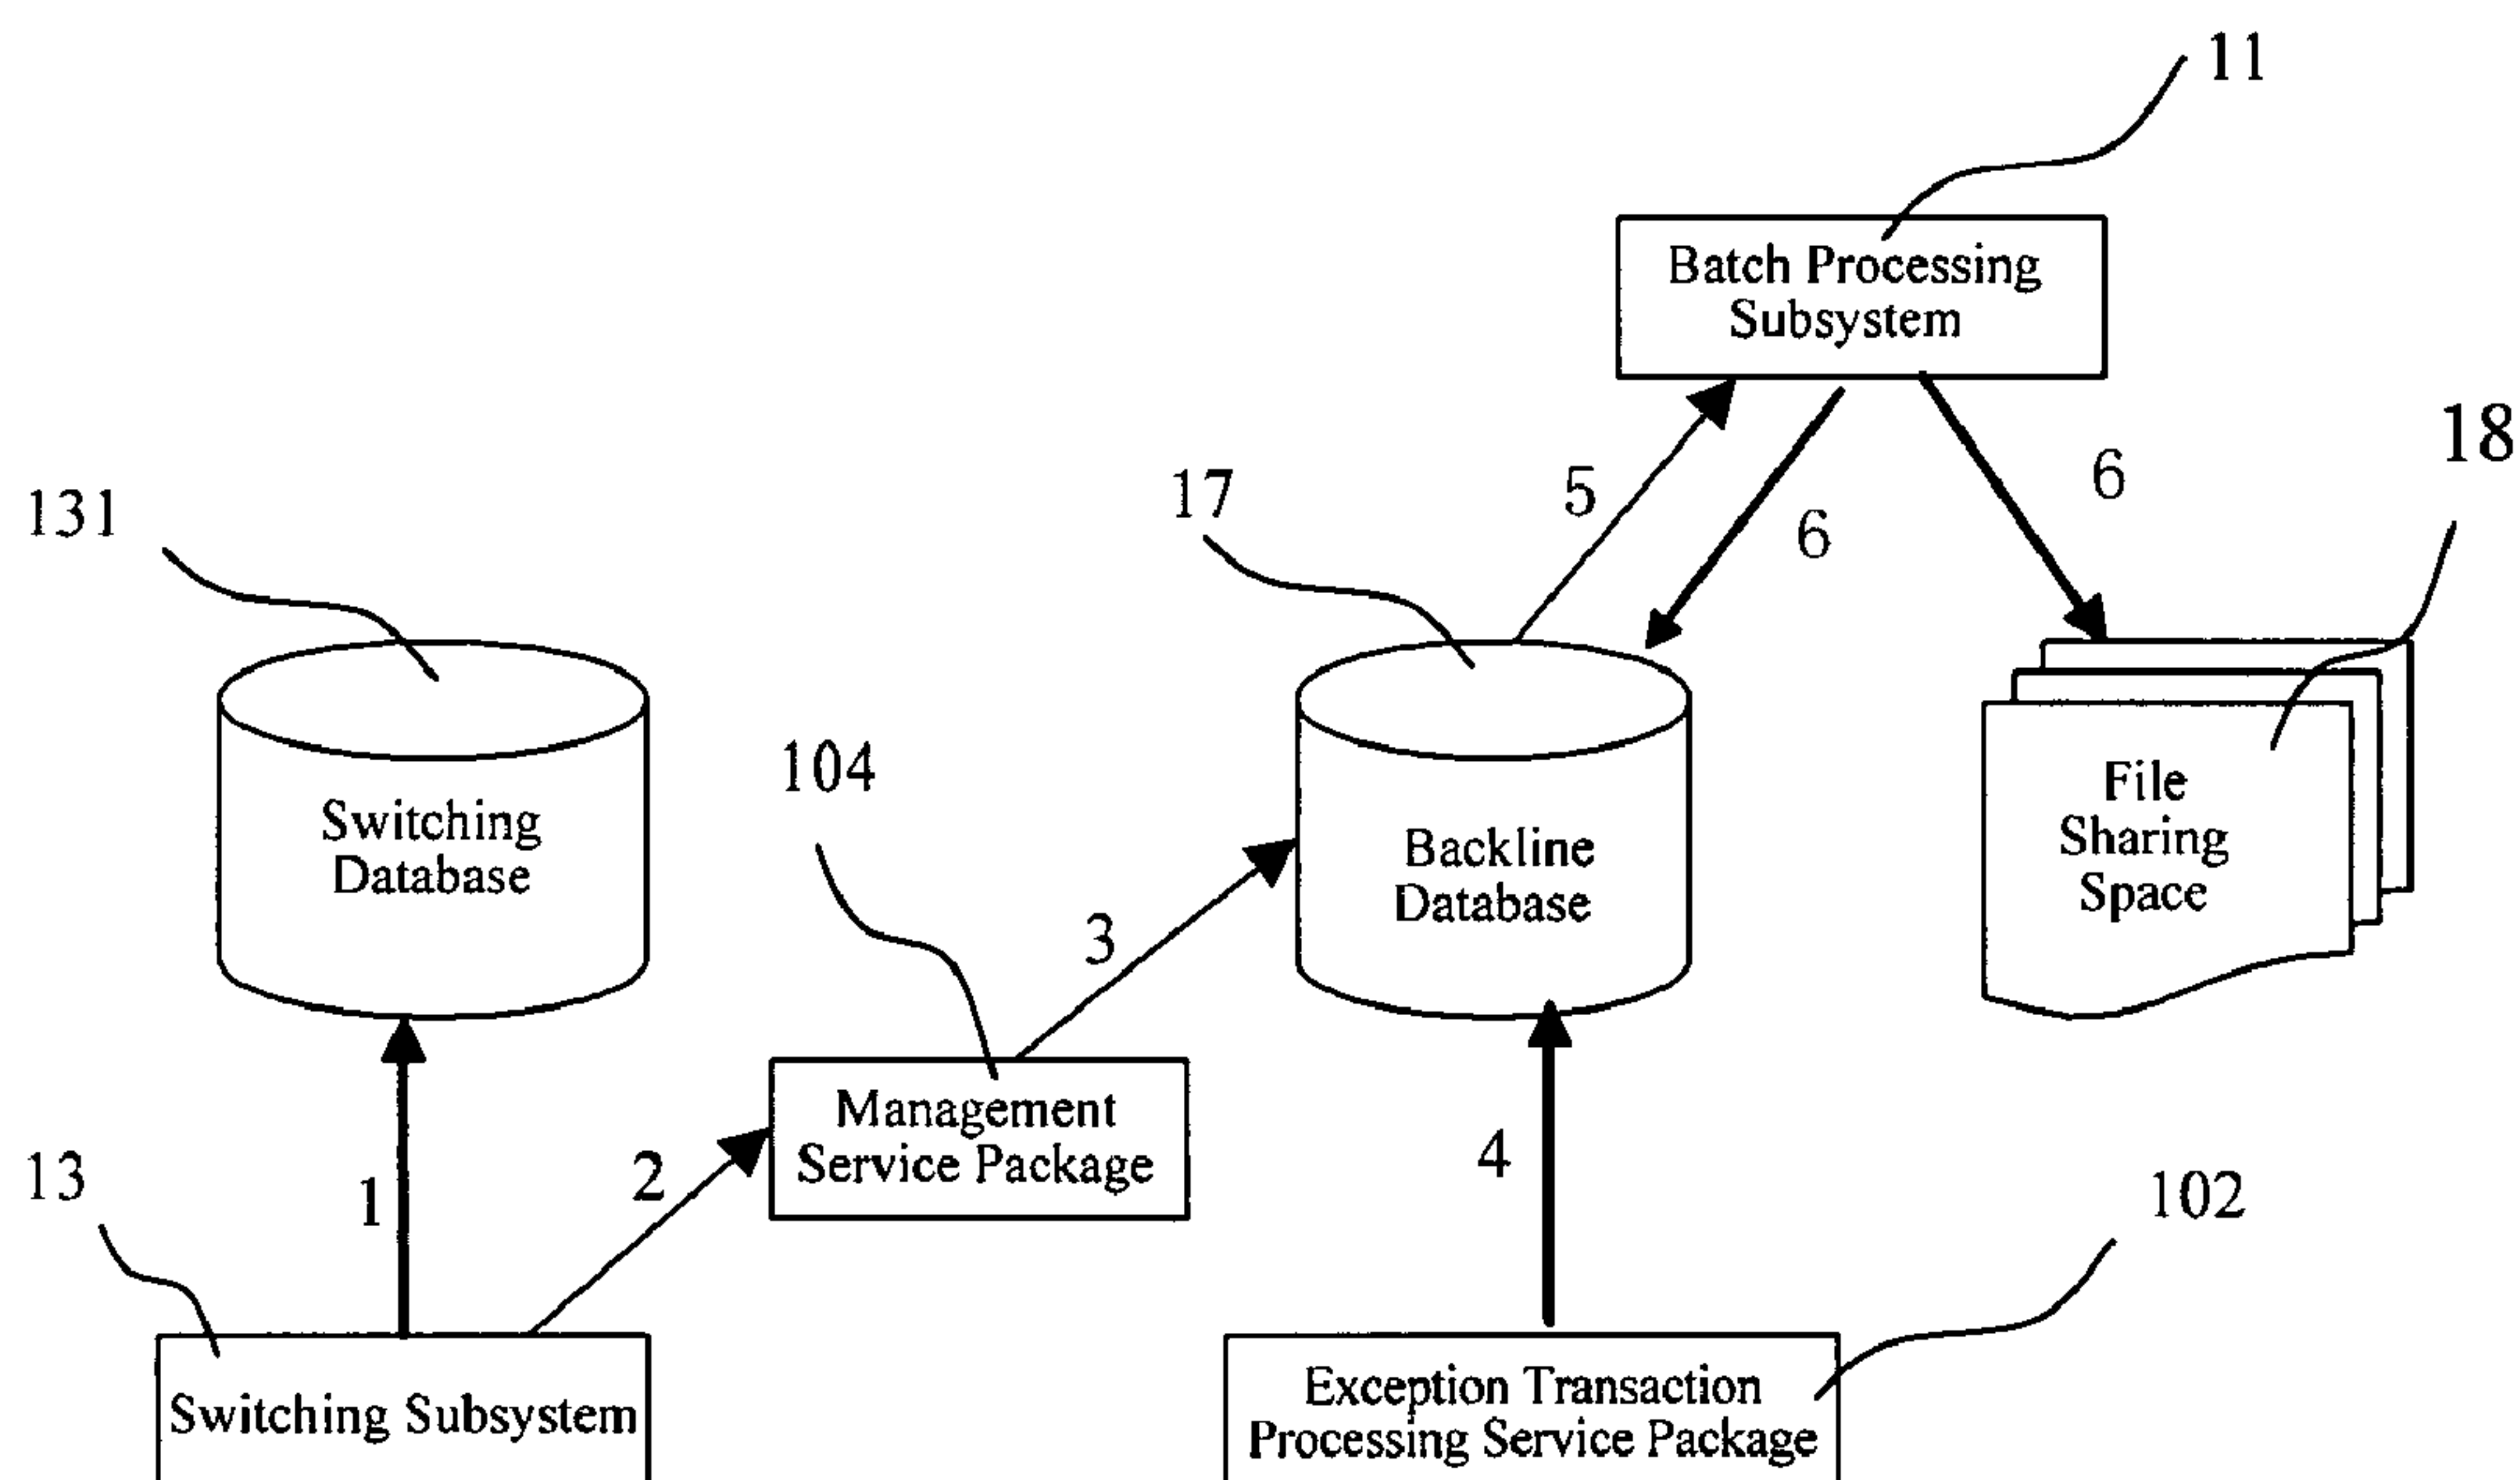 11
Batch Processing
Subsystem
18
131
17
5
6
6
Switching
Database
104
Backline
Database
File
Sharing
Space
3
13
1
2
Management
Service Package
4
102
Switching Subsystem
Exception Transaction
Processing Service Package